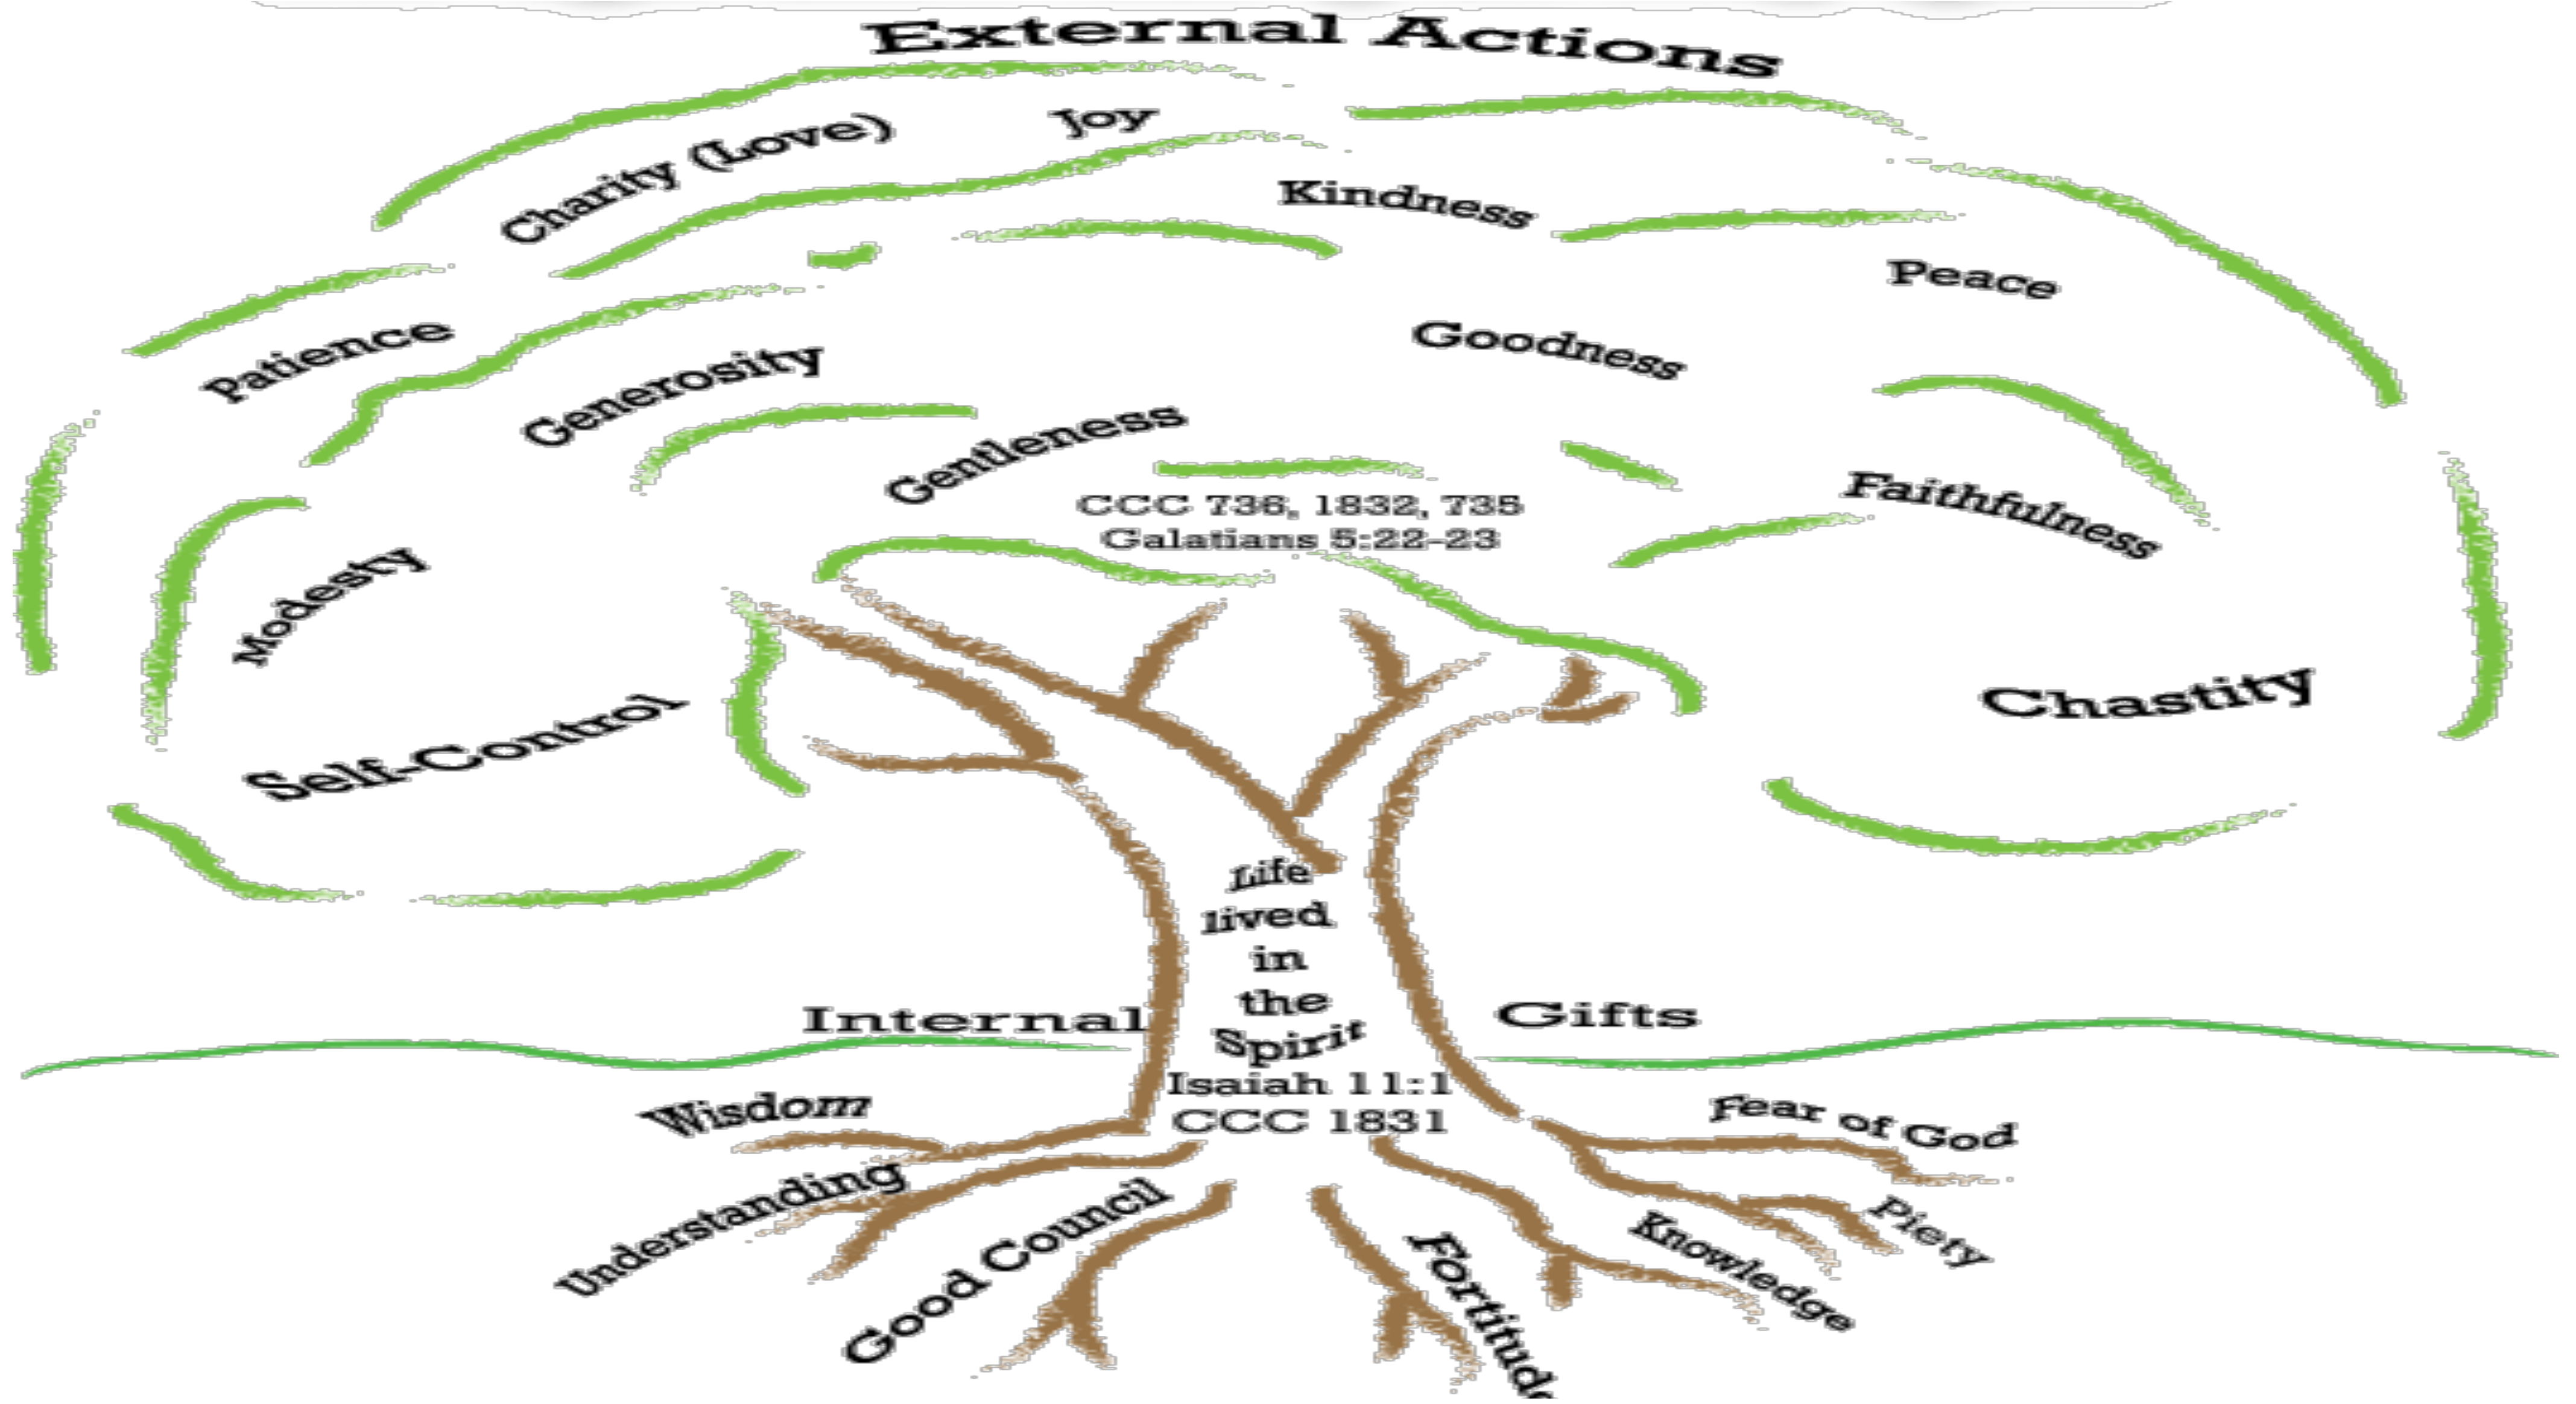 External Actions
Charity (Love)
Joy
Kindness
Peace
Patience
Generosity
Goodness
Gentleness
CCC 736, 1832, 735
Galatians 5:22-23
Faithfulness
Modesty
Self-Control
Chastity
Life
lived
in
the
Spirit
Internal Gifts
Isaiah 11:1
CCC 1831
Wisdom
Understanding
Good Council
Fortitude
Knowledge
Piety
Fear of God